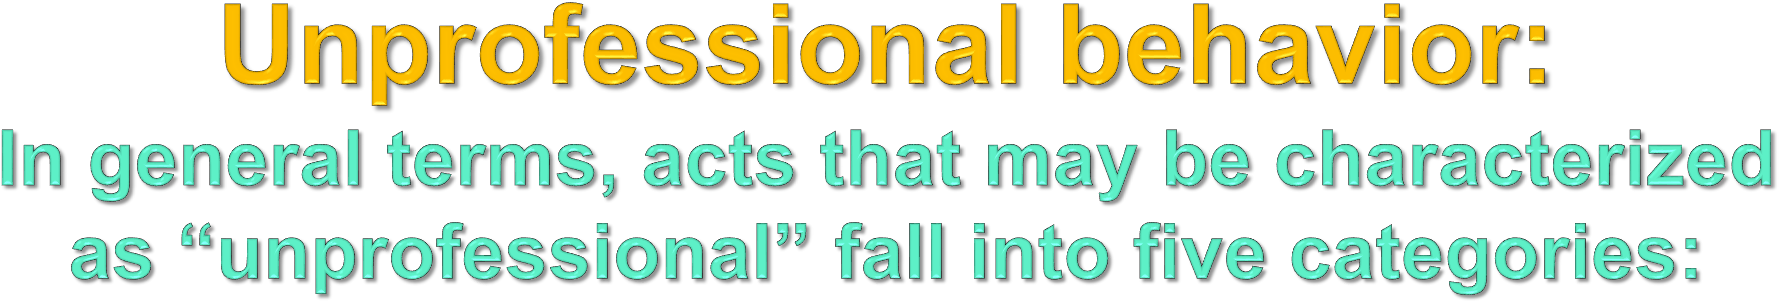 Unprofessional behavior:
In general terms, acts that may be characterized
as “unprofessional” fall into five categories: